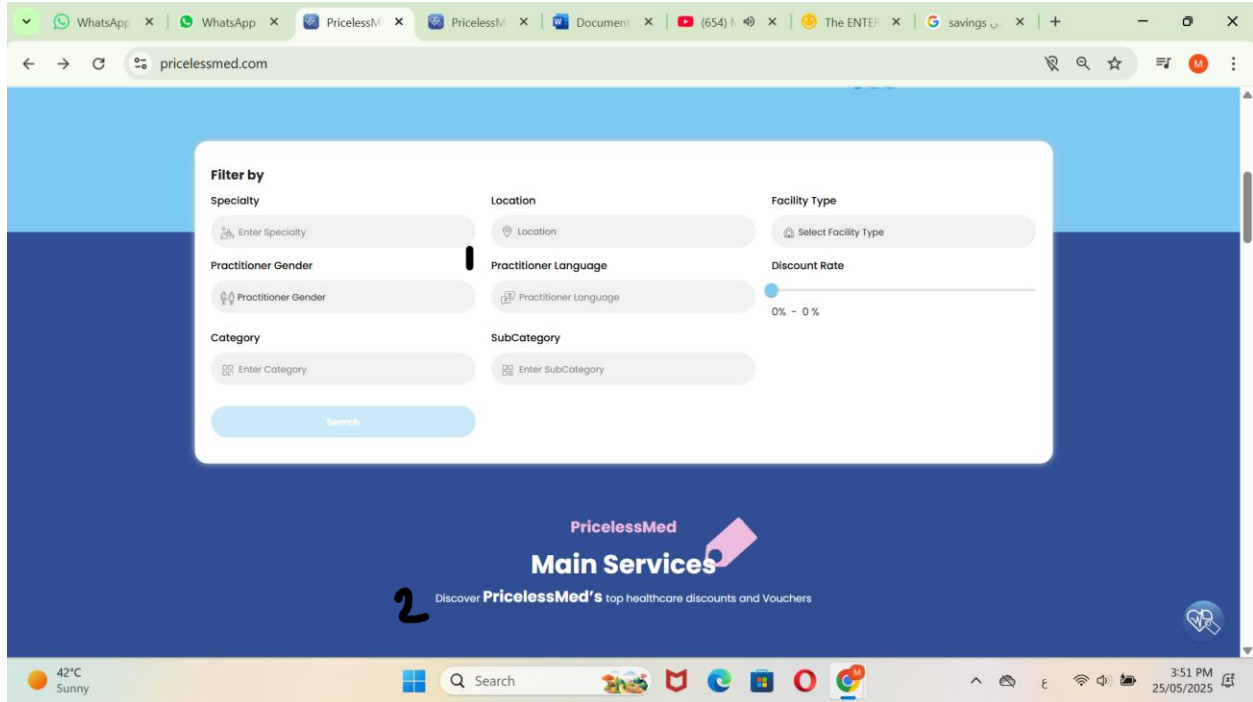 WhatsApp WhatsApp PricelessM PricelessM Document (654) The ENTER savings
pricelessmed.com
Filter by
Specialty Location Facility Type
Enter Specialty Location Select Facility Type
1
Practitioner Gender Practitioner Language Discount Rate
Practitioner Gender Practitioner Language
0% - 0 %
Category SubCategory
Enter Category Enter SubCategory
Search
PricelessMed
Main Services
2 Discover PricelessMed's top healthcare discounts and Vouchers
42°C
Sunny
Search
ع
3:51 PM
25/05/2025